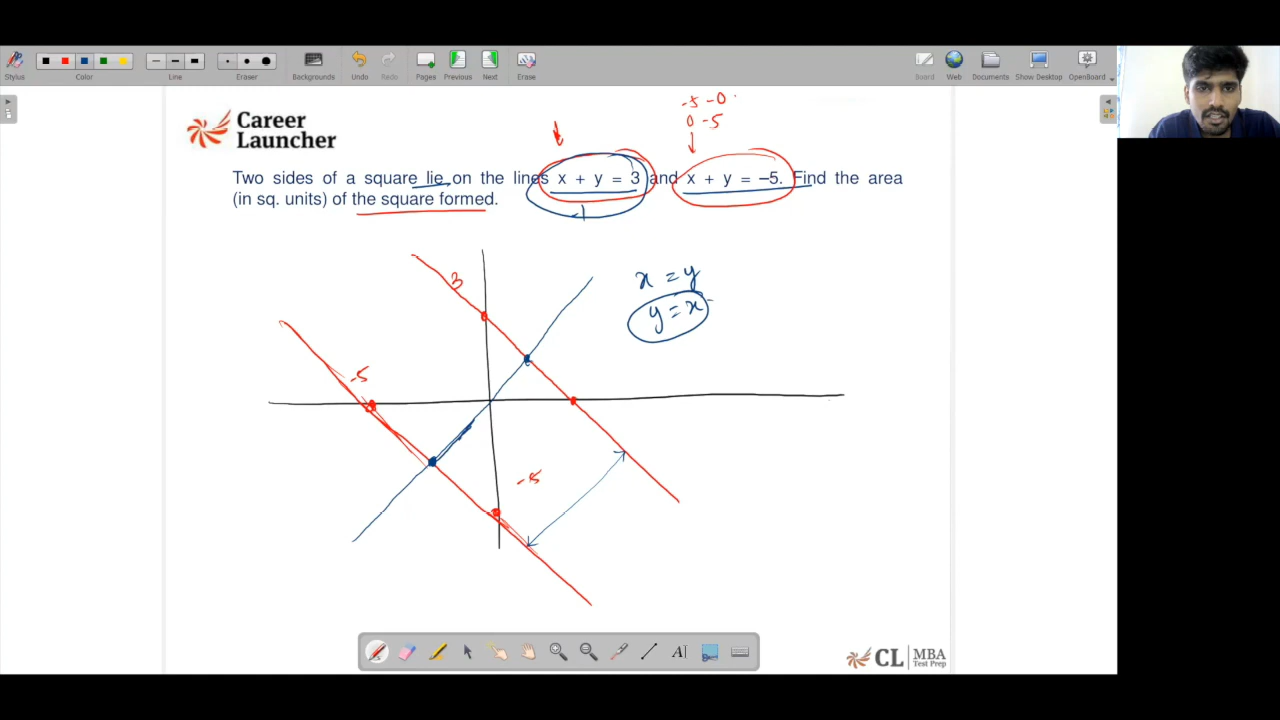 Stylus
Color
Line
Eraser
Backgrounds
Undo
Redo
Pages
Previous
Next
Erase
Board
Web
Documents
Show Desktop
OpenBoard
Career
Launcher
-5 -0
0 -5
Two sides of a square lie on the lines x + y = 3 and x + y = –5. Find the area
(in sq. units) of the square formed.
-1
3
x = y
y = x
-5
-5
CL MBA
Test Prep